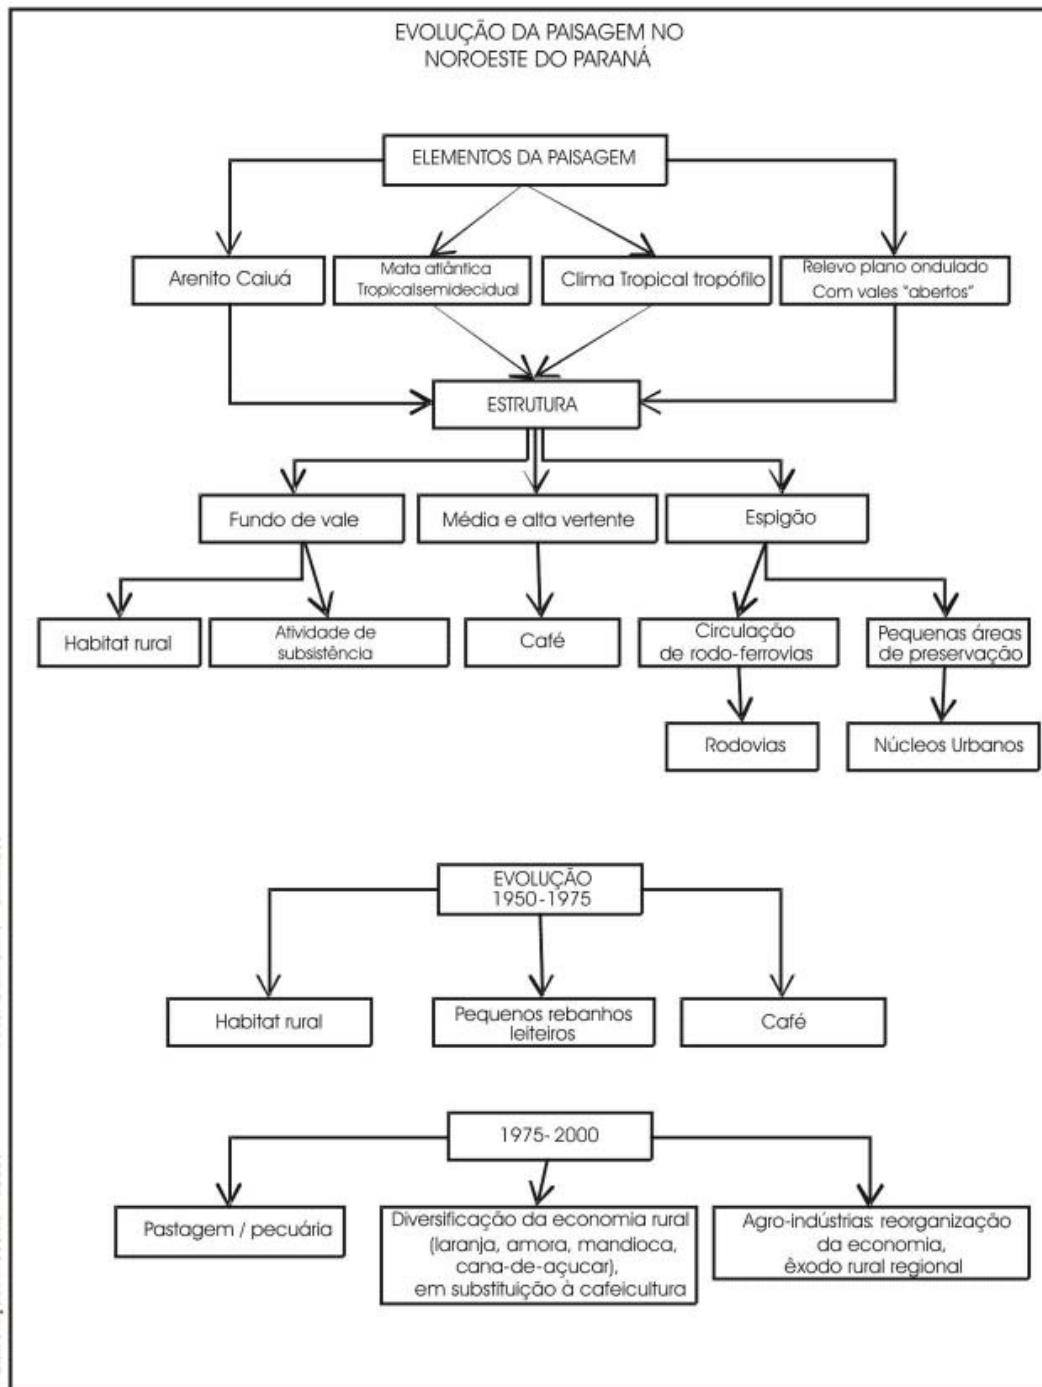 EVOLUÇÃO DA PAISAGEM NO
NOROESTE DO PARANÁ
ELEMENTOS DA PAISAGEM
Arenito Caiuá
Mata atlântica
Tropicalsemidecidual
Clima Tropical tropófilo
Relevo plano ondulado
Com vales "abertos"
ESTRUTURA
Fundo de vale
Média e alta vertente
Espigão
Habitat rural
Atividade de
subsistência
Café
Circulação
de rodo-ferrovias
Pequenas áreas
de preservação
Rodovias
Núcleos Urbanos
EVOLUÇÃO
1950-1975
Habitat rural
Pequenos rebanhos
leiteiros
Café
1975-2000
Pastagem / pecuária
Diversificação da economia rural
(laranja, amora, mandioca,
cana-de-açucar),
em substituição à cafeicultura
Agro-indústrias: reorganização
da economia,
êxodo rural regional